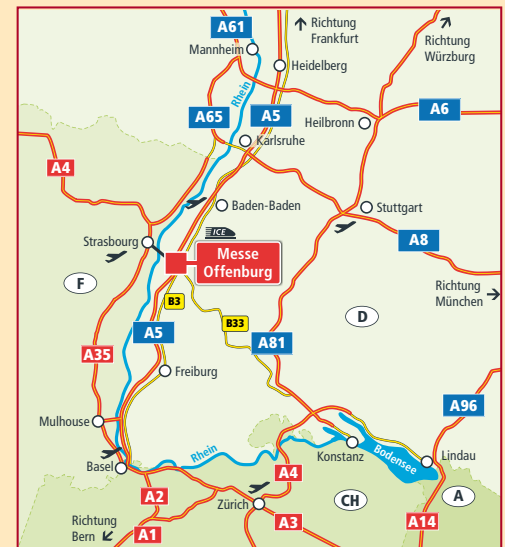 A61
Richtung
Frankfurt
Richtung
Würzburg
Mannheim
Heidelberg
Rhein
A65
A5
A6
Heilbronn
Karlsruhe
A4
Baden-Baden
Stuttgart
ICE
Strasbourg
A8
Messe
Offenburg
F
Richtung
München
B3
B33
D
A5
A81
A35
Freiburg
A96
Mulhouse
Rhein
Konstanz
Bodensee
Lindau
Basel
A4
A2
Zürich
CH
A
Richtung
Bern
A1
A3
A14